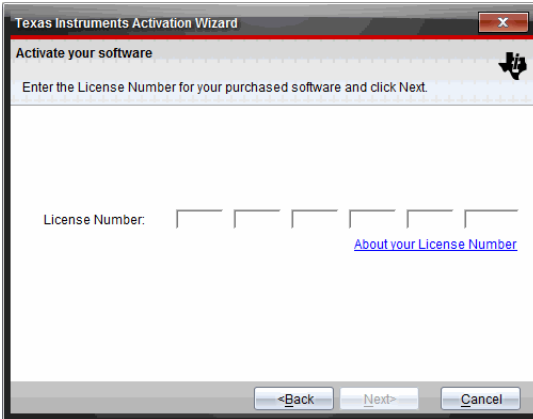 Texas Instruments Activation Wizard
Activate your software
Enter the License Number for your purchased software and click Next.
License Number:
About your License Number
<Back Next> Cancel